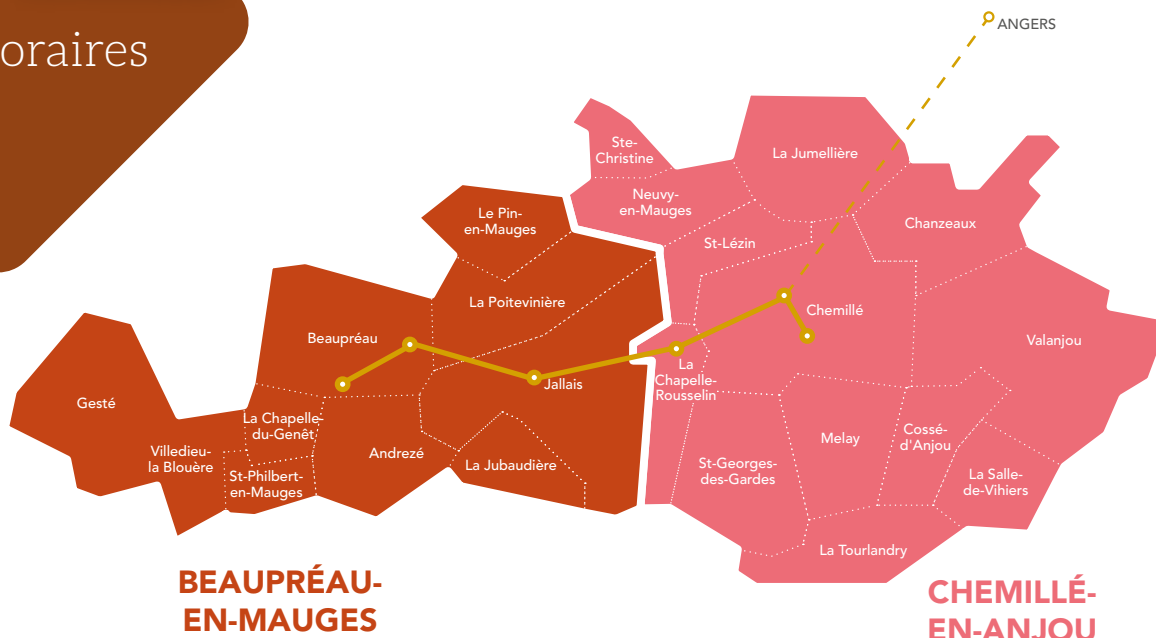 oraires
ANGERS
Ste-
Christine
La Jumellière
Neuvy-
en-Mauges
Le Pin-
en-Mauges
Chanzeaux
St-Lézin
La Poitevinière
Chemillé
Beaupréau
Valanjou
La
Chapelle-
Rousselin
Jallais
Gesté
La Chapelle-
du-Genêt
Cossé-
d'Anjou
Melay
Andrezé
Villedieu-
la Blouère
La Jubaudière
St-Georges-
des-Gardes
La Salle-
de-Vihiers
St-Philbert-
en-Mauges
La Tourlandry
BEAUPRÉAU-
EN-MAUGES
CHEMILLÉ-
EN-ANJOU